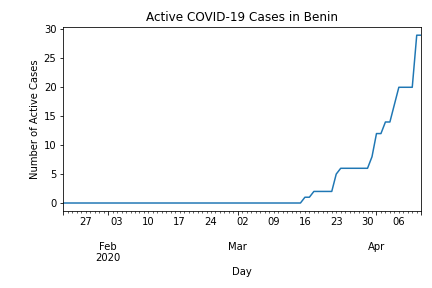 Active COVID-19 Cases in Benin
30
25
20
15
10
5
0
Number of Active Cases
27 03 10 17 24 02 09 16 23 30 06
Feb Mar Apr
2020
Day